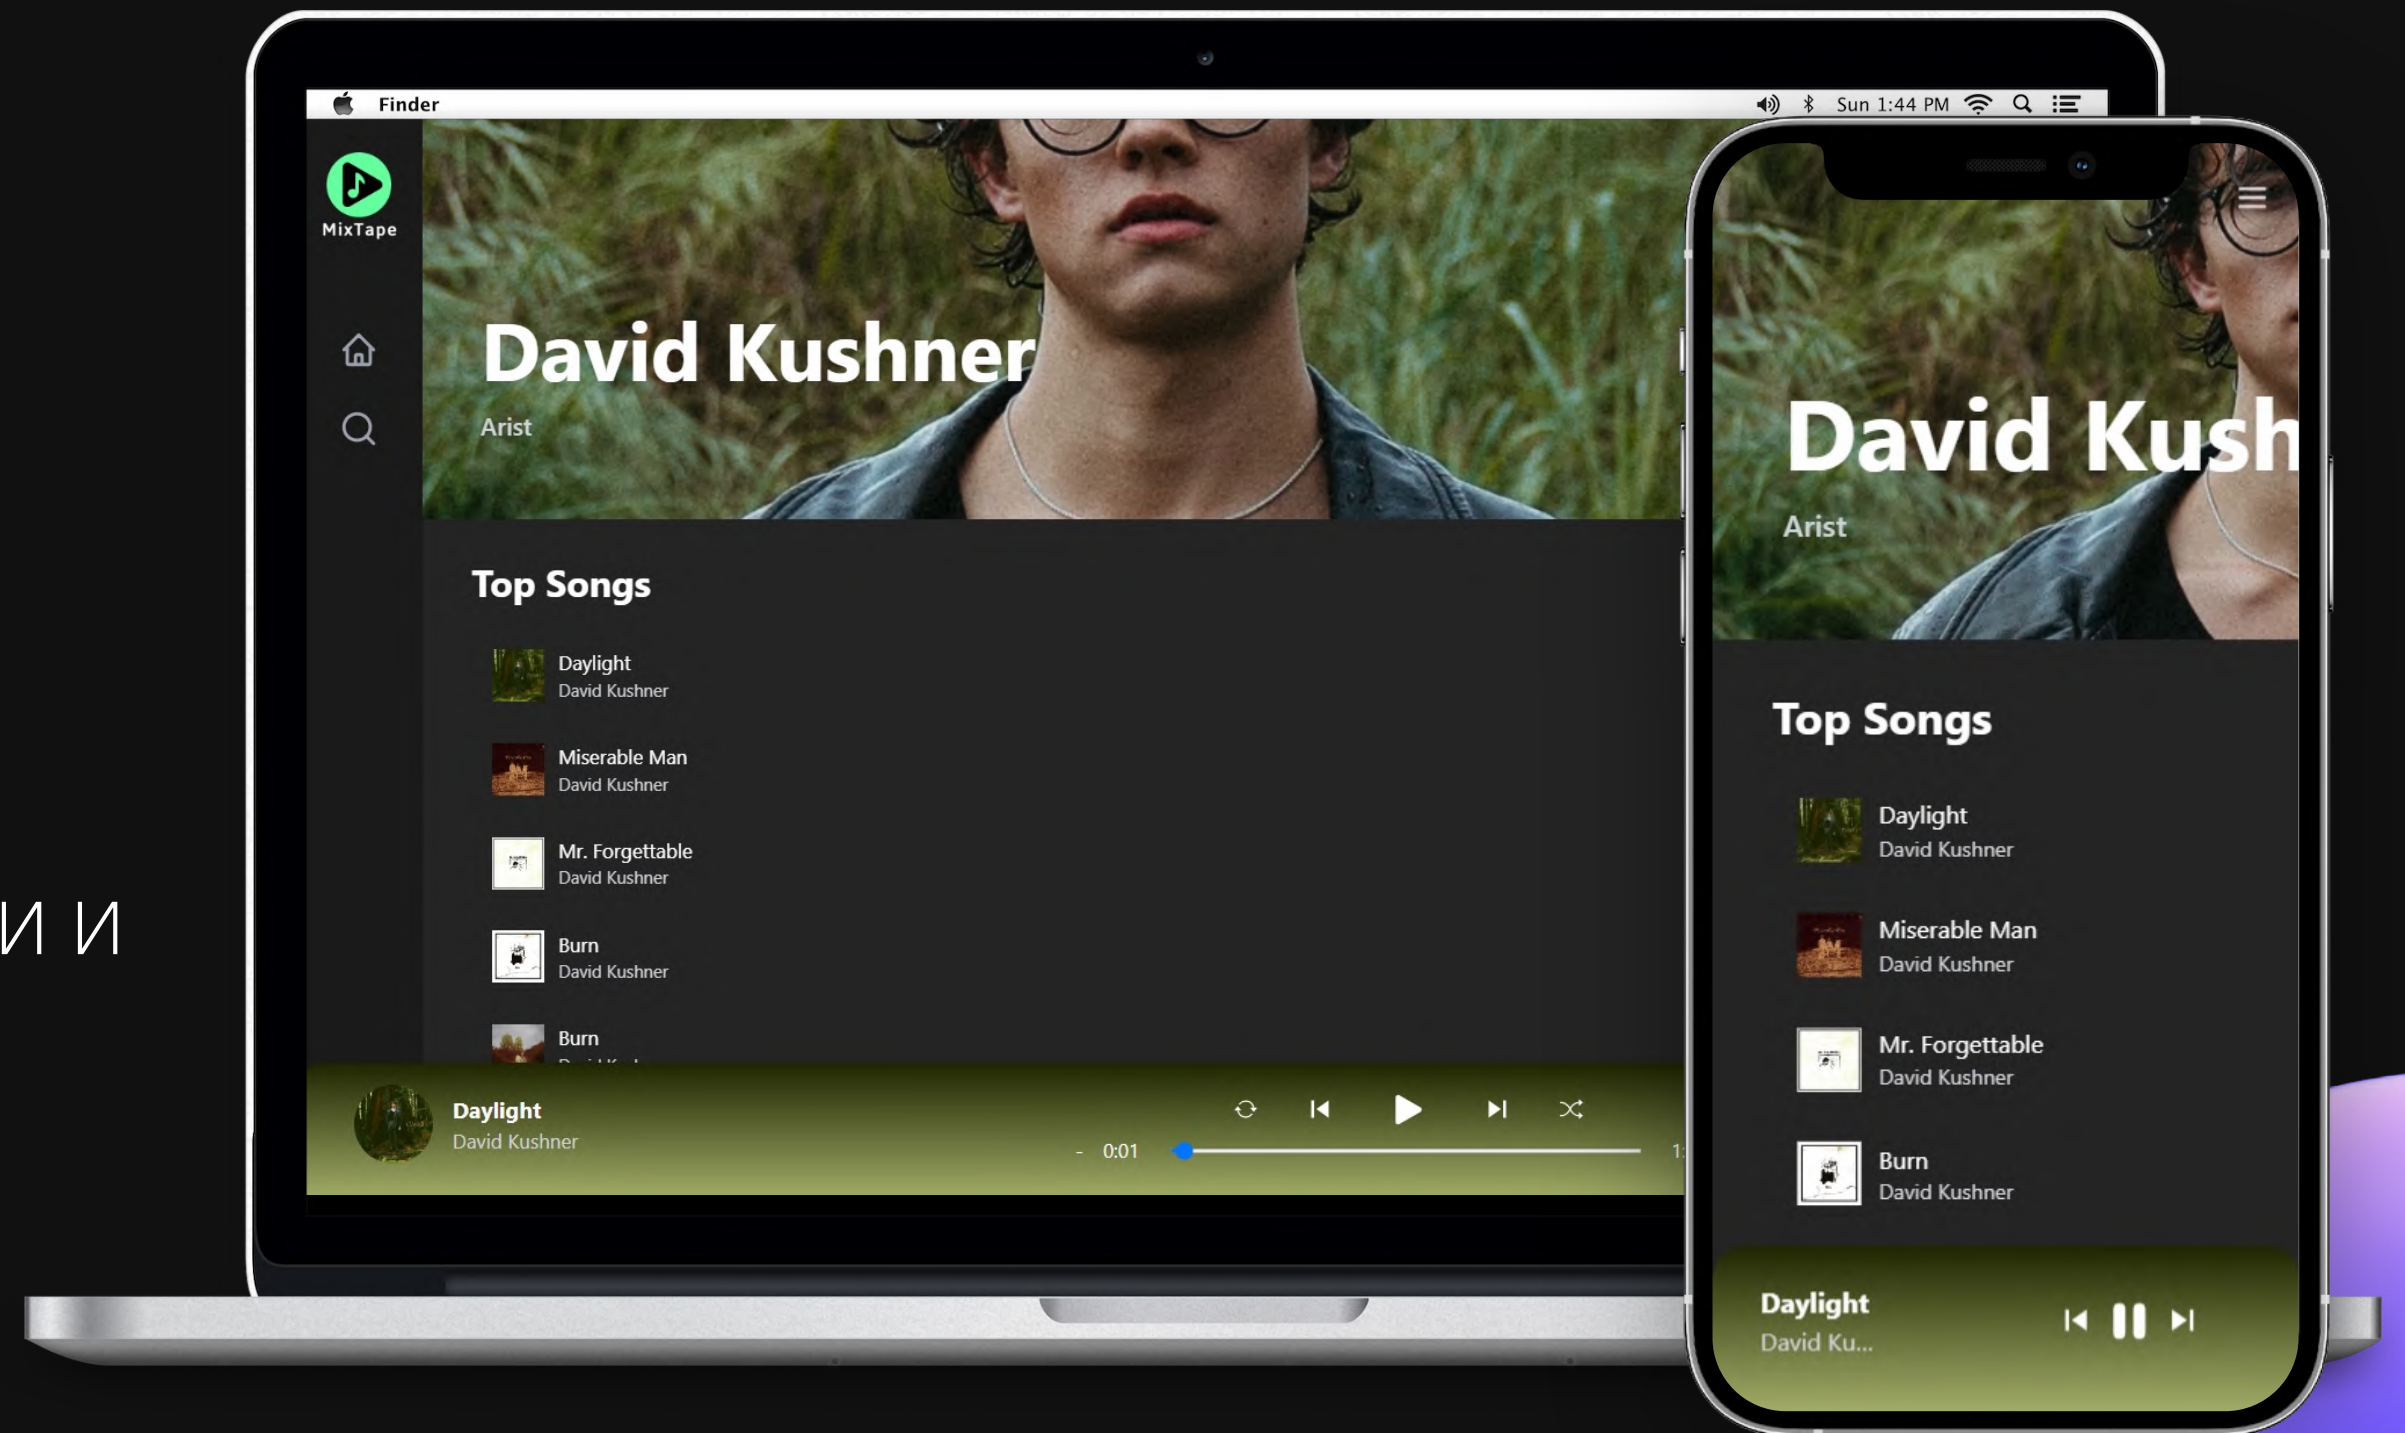 Finder
Sun 1:44 PM
MixTape
David Kushner
Arist
Top Songs
Daylight
David Kushner
Miserable Man
David Kushner
Mr. Forgettable
David Kushner
Burn
David Kushner
Burn
Daylight
David Kushner
- 0:01
David Kush
Arist
Top Songs
Daylight
David Kushner
Miserable Man
David Kushner
Mr. Forgettable
David Kushner
Burn
David Kushner
Daylight
David Ku...
и и